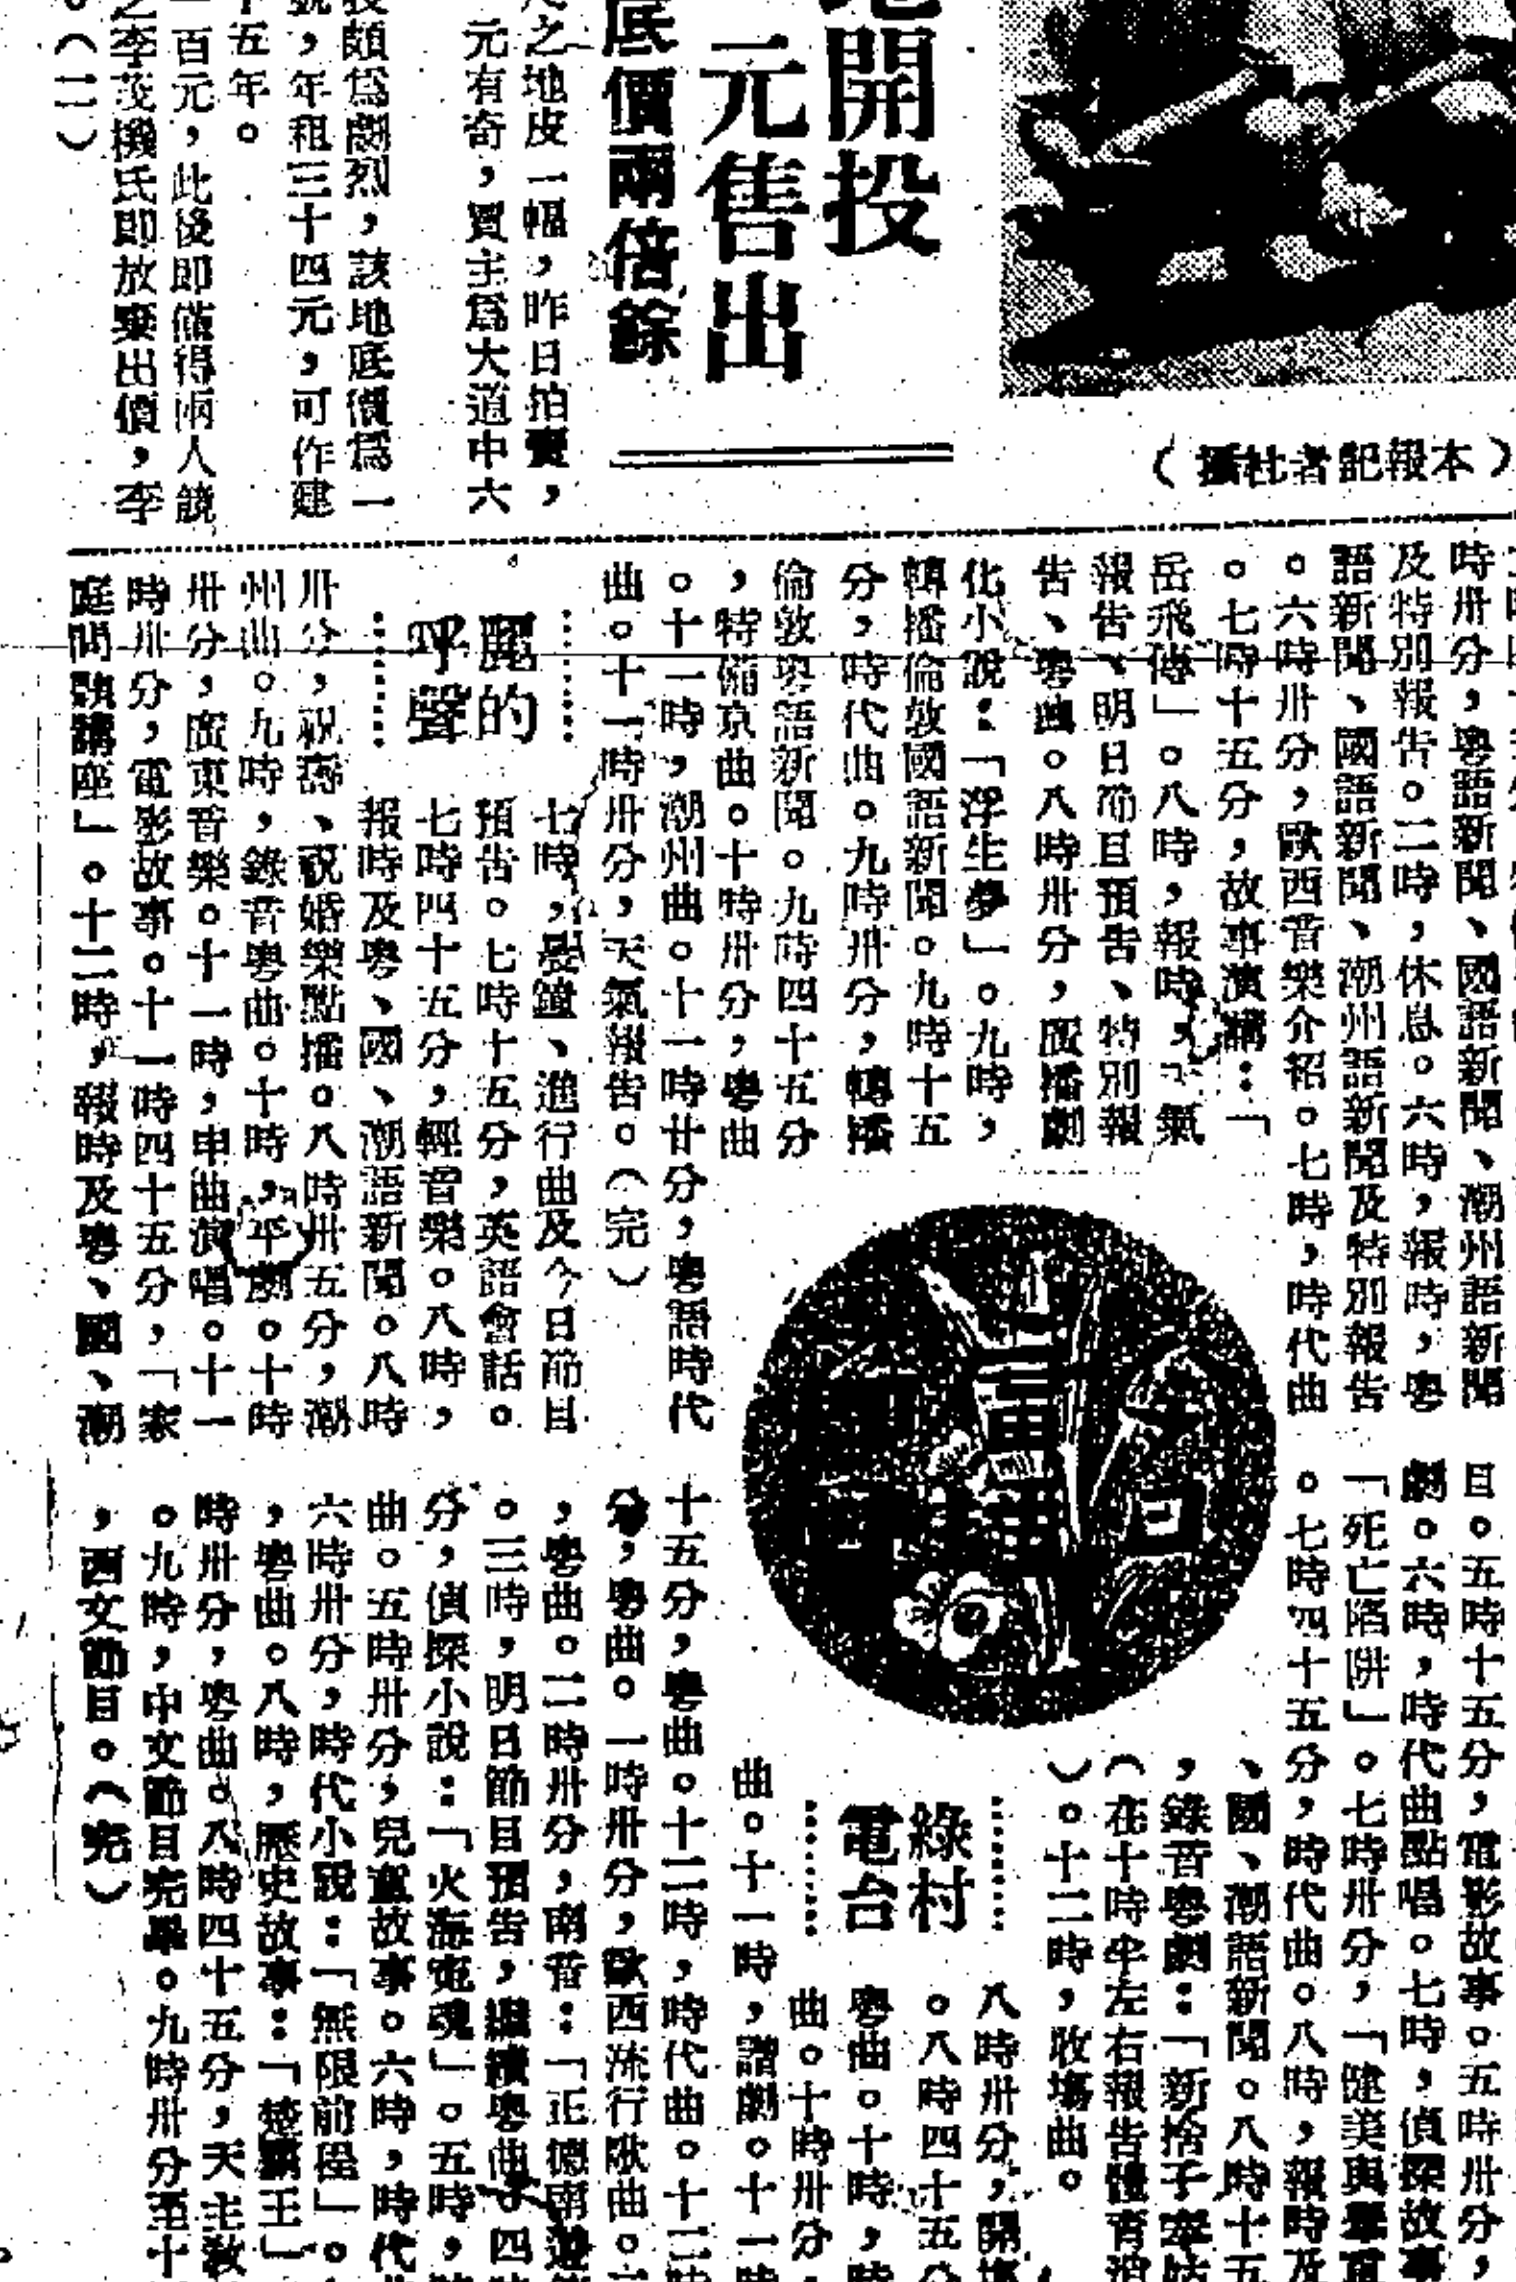 地開投
元售出
底價兩倍餘
之地皮一幅，昨日拍賣，
元有奇，買主爲大道中六
投頗爲劇烈，該地底價爲一
號，年租三十四元，可作建
十五年。
一百元，此後即僅得兩人競
之李茂機氏即放棄出價，李
。（二）
（本報記者杜攝）
時卅分，粵語新聞、國語新聞、潮州語新聞
及特別報告。二時，休息。六時，報時，粵
語新聞、國語新聞、潮州語新聞及特別報告
。六時卅分，歐西音樂介紹。七時，時代曲
。七時十五分，故事演講：「
岳飛傳」。八時，報時，天氣
報告、明日節目預告、特別報
告、粵曲。八時卅分，廣播劇
化小說：「浮生夢」。九時，
轉播倫敦國語新聞。九時十五
分，時代曲。九時卅分，轉播
倫敦粵語新聞。九時四十五分
，特備京曲。十時卅分，粵曲
。十一時，潮州曲。十一時廿分，粵語時代
曲。十一時卅分，天氣報告。（完）
麗的
呼聲
七時，晨鐘、進行曲及今日節目
預告。七時十五分，英語會話。
七時四十五分，輕音樂。八時，
報時及粵、國、潮語新聞。八時
卅分，祝壽、祝婚樂點播。八時卅五分，潮
州曲。九時，錄音粵曲。十時，平劇。十時
卅分，廣東音樂。十一時，申曲演唱。十一
時卅分，電影故事。十一時四十五分，「家
庭問題講座」。十二時，報時及粵、國、潮
目。五時十五分，電影故事。五時卅分，
劇。六時，時代曲點唱。七時，偵探故事
「死亡陷阱」。七時卅分，「健美與
。七時四十五分，時代曲。八時，報時及
、國、潮語新聞。八時十五
，錄音粵劇：「新捨子
（在十時半左右報告體育
）。十二時，收塲曲。
綠村
電台
八時卅分，開塲
。八時四十五分
粵曲。十時，時
曲。十時卅分，
曲。十一時，諧劇。十一時
十五分，粵曲。十二時，時代曲。十二時
分，粵曲。一時卅分，歐西流行歌曲。二
，粵曲。二時卅分，南音：「正德南遊
。三時，明日節目預告，繼續粵曲。四時
分，偵探小說：「火海寃魂」。五時，
曲。五時卅分，兒童故事。六時，時代
六時卅分，時代小說：「無限前程」。
，粵曲。八時，歷史故事：「楚霸王」
時卅分，粵曲。八時四十五分，天主教
。九時，中文節目完畢。九時卅分至十
，西文節目。（完）